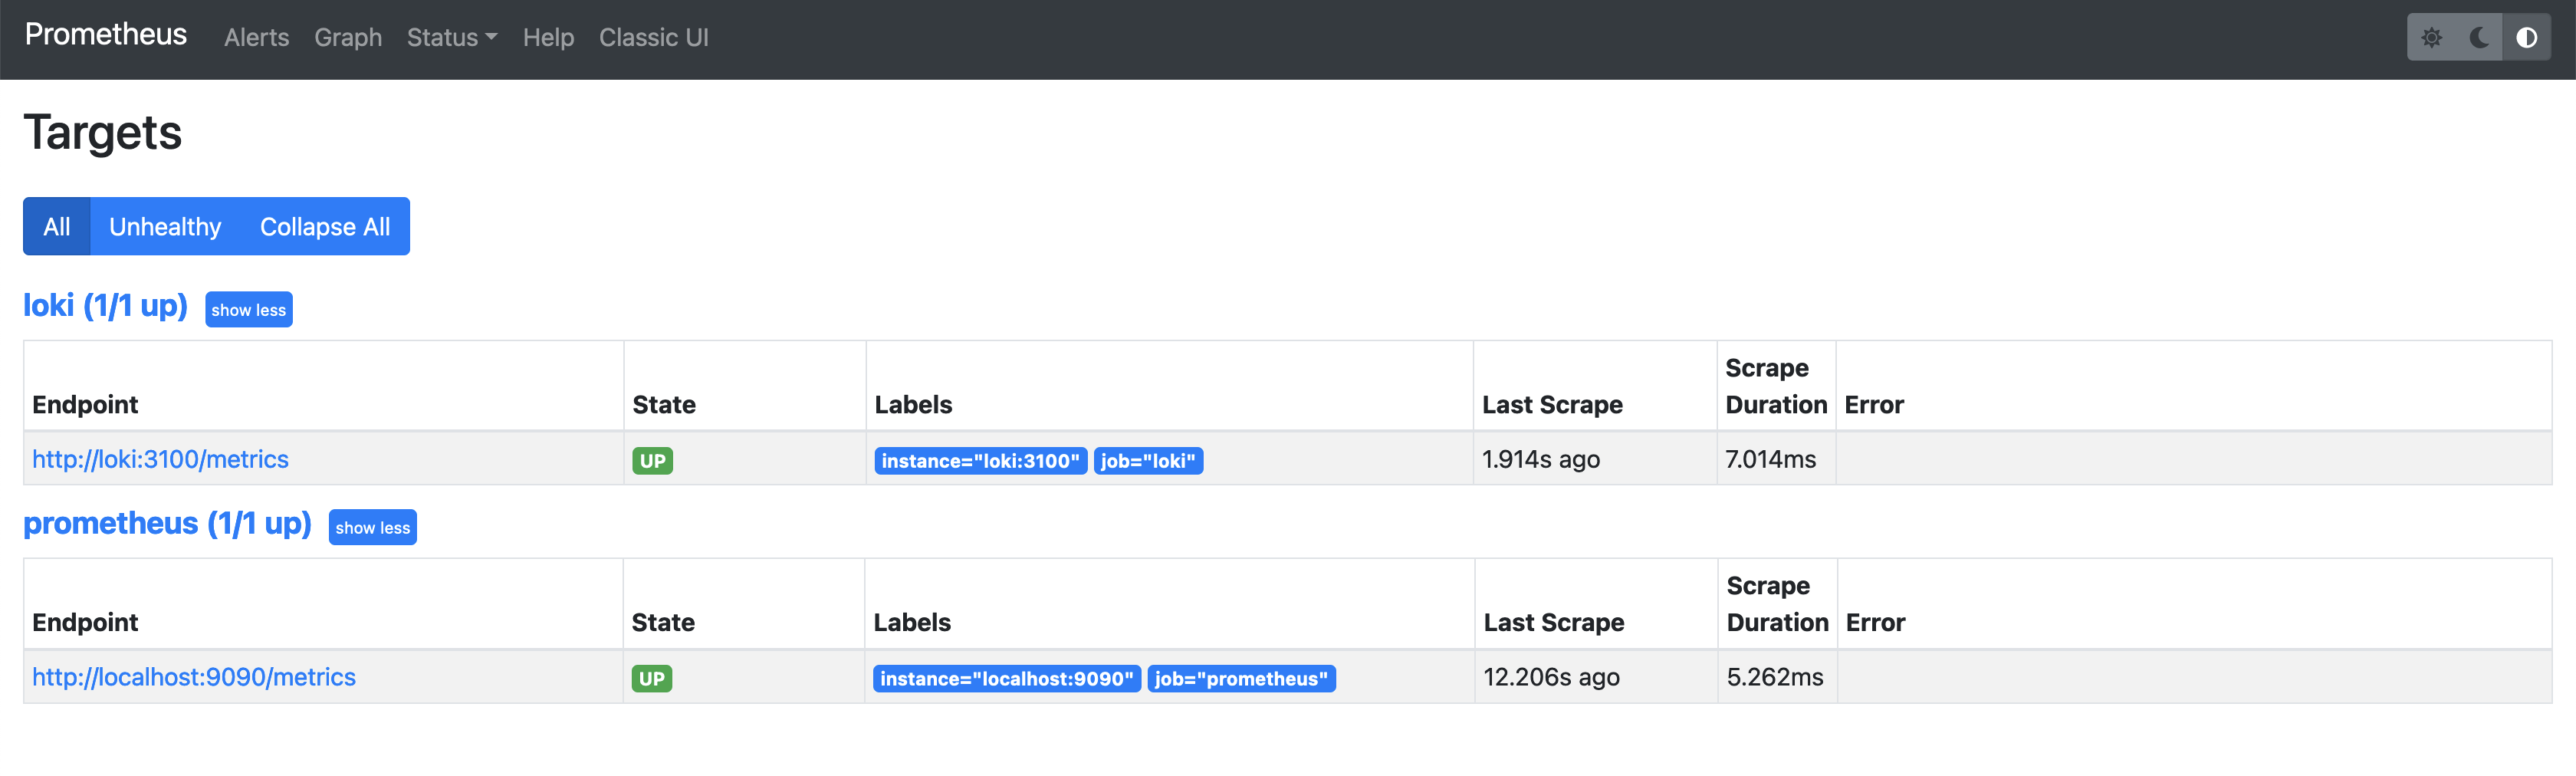 Prometheus Alerts Graph Status Help Classic UI
Targets
All Unhealthy Collapse All
loki (1/1 up) show less
Endpoint State Labels Last Scrape Scrape Duration Error
http://loki:3100/metrics UP instance="loki:3100" job="loki" 1.914s ago 7.014ms
prometheus (1/1 up) show less
Endpoint State Labels Last Scrape Scrape Duration Error
http://localhost:9090/metrics UP instance="localhost:9090" job="prometheus" 12.206s ago 5.262ms